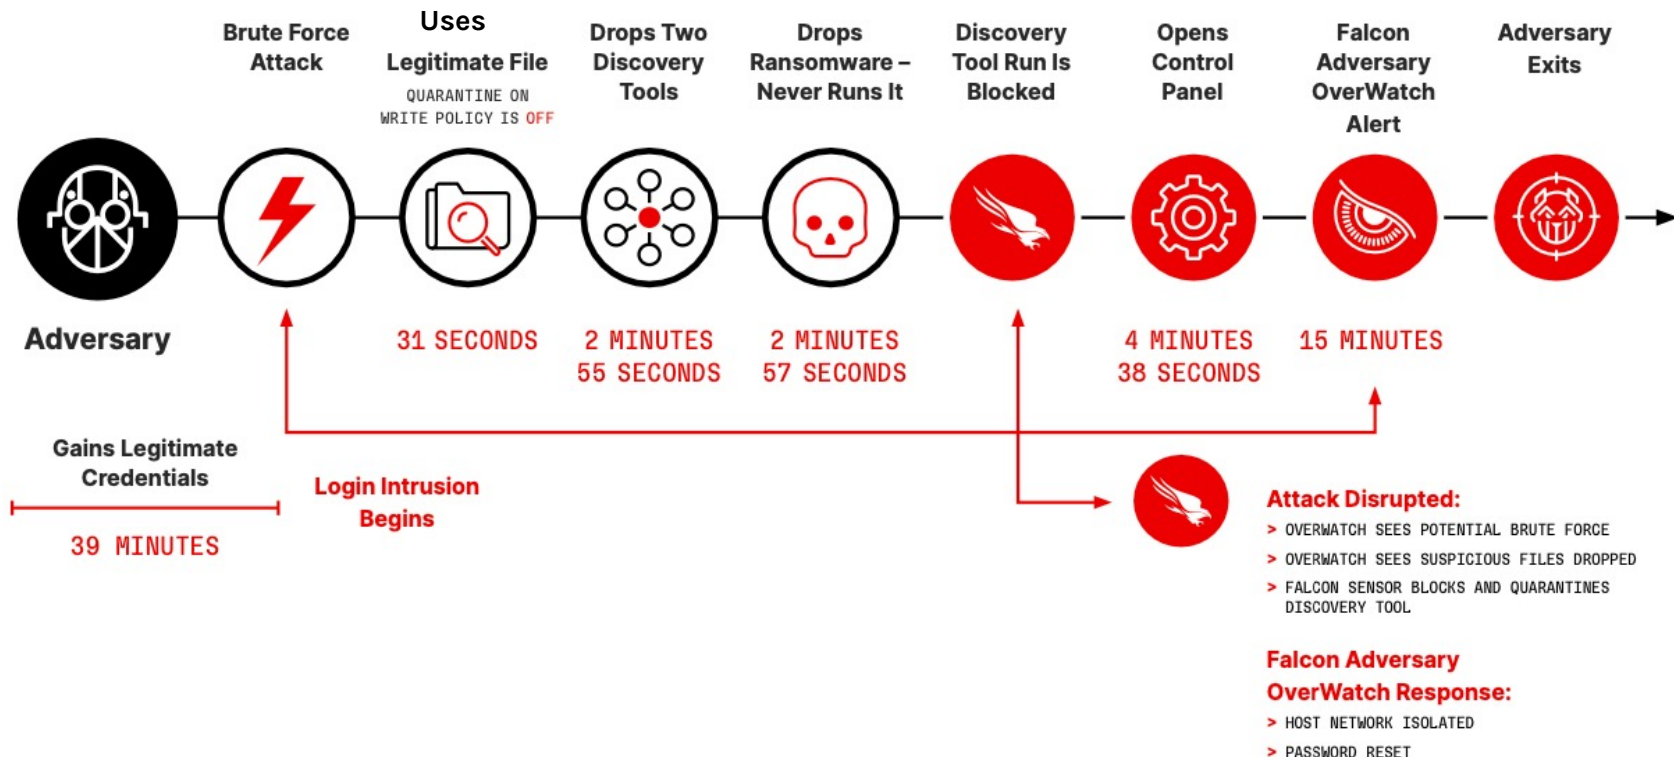 Brute Force
Attack
Uses
Legitimate File
QUARANTINE ON
WRITE POLICY IS OFF
Drops Two
Discovery
Tools
Drops
Ransomware –
Never Runs It
Discovery
Tool Run Is
Blocked
Opens
Control
Panel
Falcon
Adversary
OverWatch
Alert
Adversary
Exits
Adversary
31 SECONDS
2 MINUTES
55 SECONDS
2 MINUTES
57 SECONDS
4 MINUTES
38 SECONDS
15 MINUTES
Gains Legitimate
Credentials
39 MINUTES
Login Intrusion
Begins
Attack Disrupted:
> OVERWATCH SEES POTENTIAL BRUTE FORCE
> OVERWATCH SEES SUSPICIOUS FILES DROPPED
> FALCON SENSOR BLOCKS AND QUARANTINES
DISCOVERY TOOL
Falcon Adversary
OverWatch Response:
> HOST NETWORK ISOLATED
> PASSWORD RESET